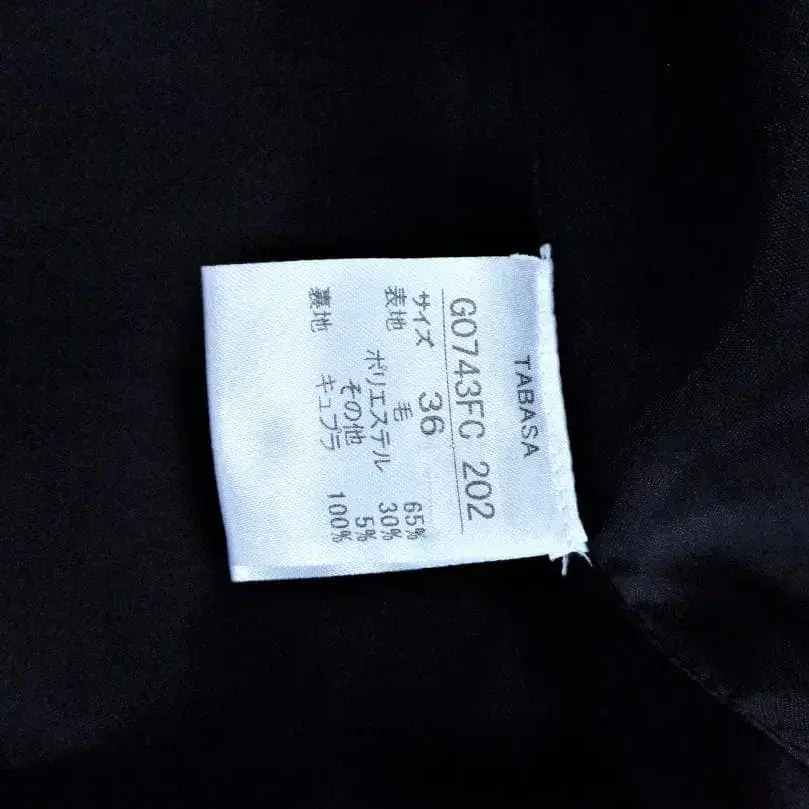 TABASA
G0743FC 202
サイズ 36
表地 毛 65%
ポリエステル 30%
その他 5%
裏地 キュプラ 100%